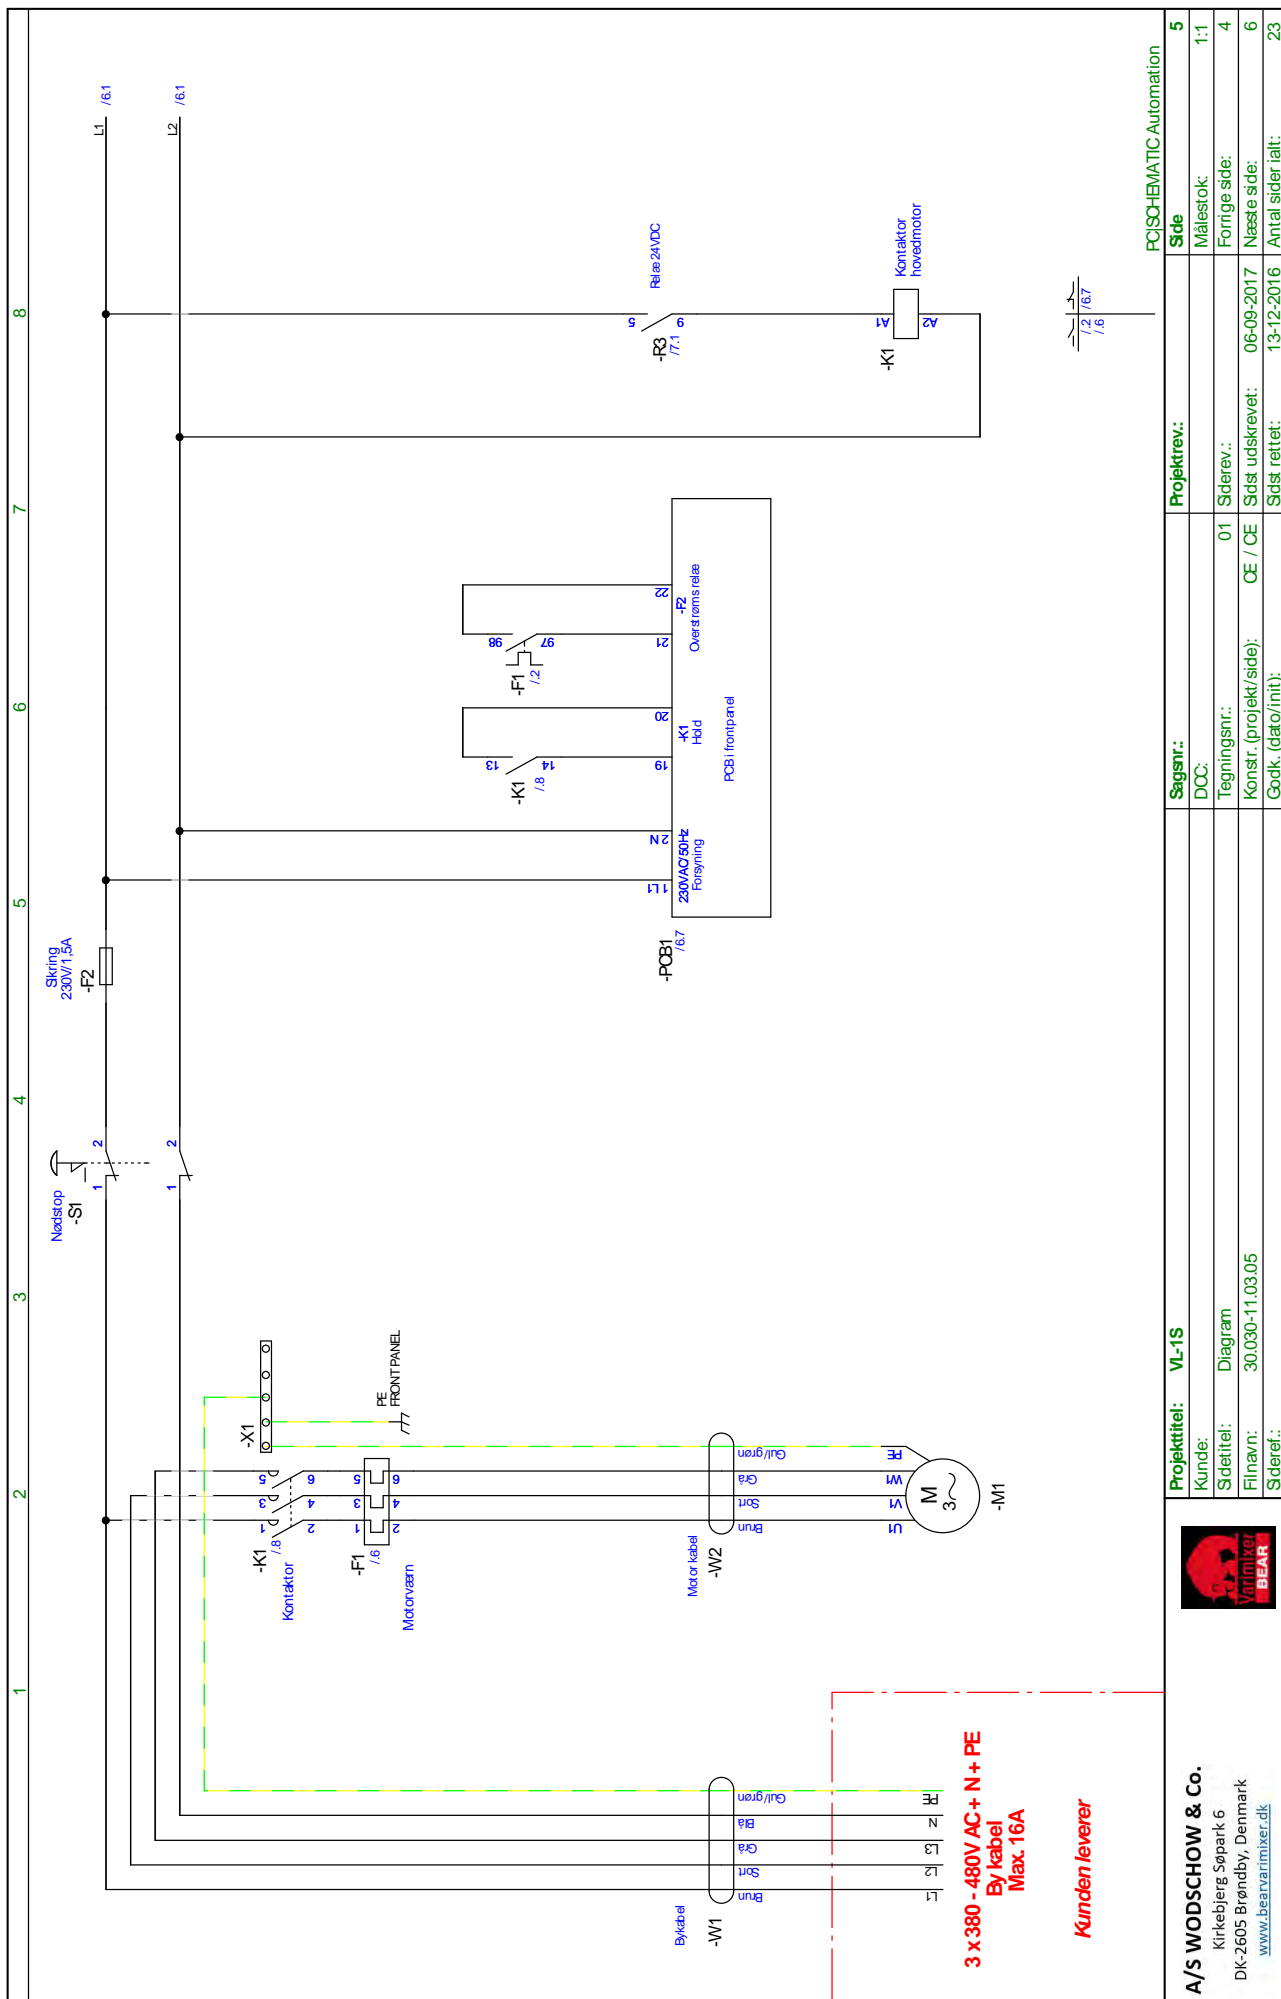 1 2 3 4 5 6 7 8
L1 /6.1
L2 /6.1
Nødstop
-S1
1 2
1 2
Sikring
230V/1,5A
-F2
-X1
PE
FRONT PANEL
-K1
/.8
Kontaktor
1 3 5
2 4 6
-F1
/.6
Motorværn
1 3 5
2 4 6
Motor kabel
-W2
Brun Sort Grå Gul/grøn
U1 V1 W1 PE
M
3~
-M1
Bykabel
-W1
Brun Sort Grå Blå Gul/grøn
L1 L2 L3 N PE
3 x 380 - 480V AC + N + PE
By kabel
Max. 16A
Kunden leverer
-K1
/.8
13
14
-F1
/.2
98
97
-PCB1
/6.7
1 L1 2 N 19 20 21 22
230VAC/50Hz
Forsyning
-K1
Hold
-F2
Overstrøms relæ
PCB i frontpanel
-R3
/7.1
5
9
Relæ 24VDC
-K1
A1
A2
Kontaktor
hovedmotor
/.2 /6.7
/.6
PC|SCHEMATIC Automation
A/S WODSCHOW & Co.
Kirkebjerg Søpark 6
DK-2605 Brøndby, Denmark
www.bearvarimixer.dk
Varimixer
BEAR
Projekttitel: VL-1S
Kunde:
Sidetitel: Diagram
Filnavn: 30.030-11.03.05
Sideref.:
Sagsnr.:
DCC:
Tegningsnr.: 01
Konstr. (projekt/side): CE / CE
Godk. (dato/init):
Projektrev.:
Siderev.:
Sidst udskrevet: 06-09-2017
Sidst rettet: 13-12-2016
Side 5
Målestok: 1:1
Forrige side: 4
Næste side: 6
Antal sider ialt: 23